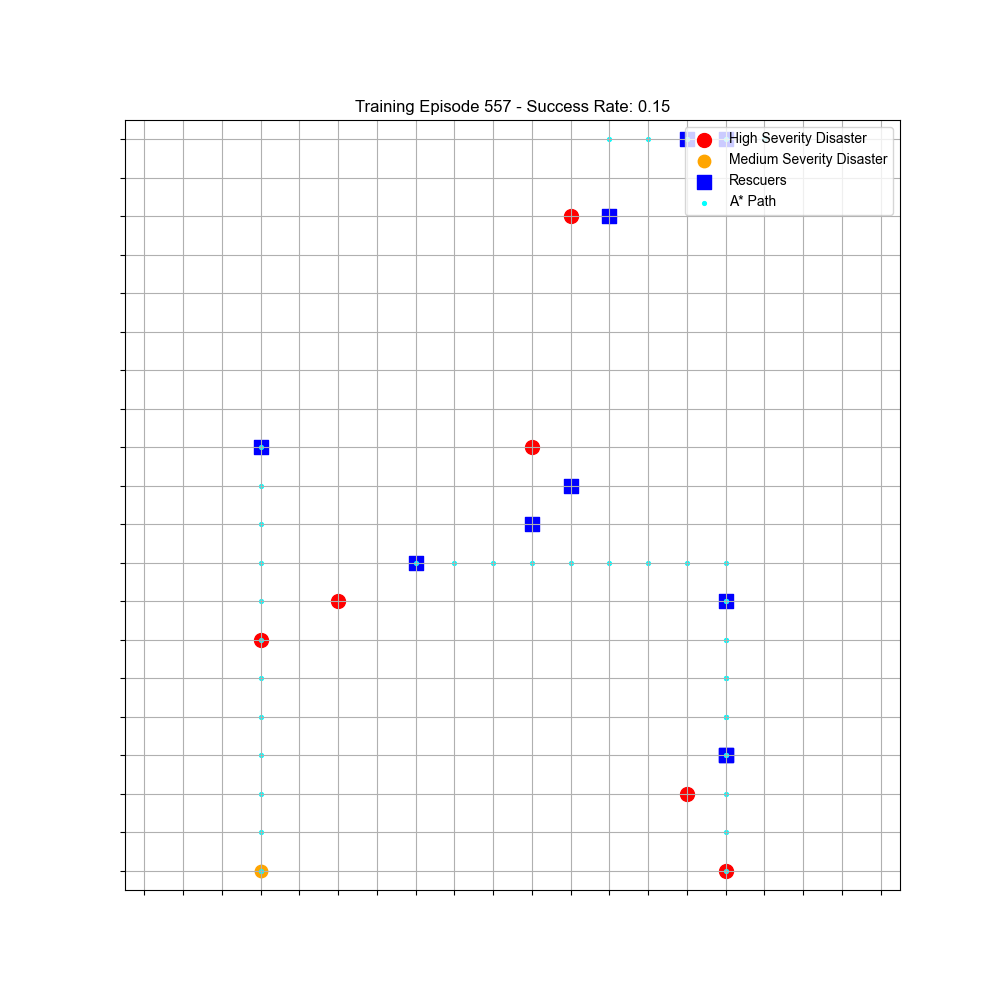 Training Episode 557 - Success Rate: 0.15
High Severity Disaster
Medium Severity Disaster
Rescuers
A* Path